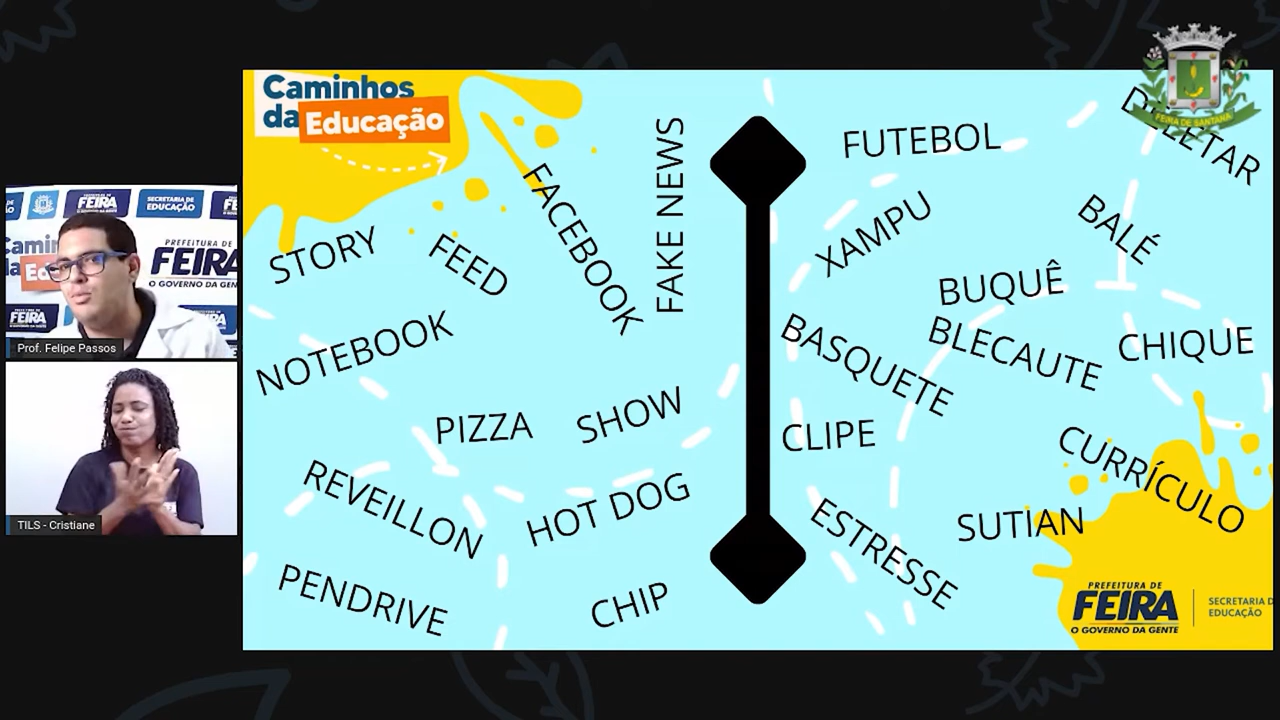 Caminhos
da Educação
FACEBOOK
FAKE NEWS
STORY
FEED
NOTEBOOK
PIZZA
SHOW
REVEILLON
HOT DOG
PENDRIVE
CHIP
FUTEBOL
DELETAR
XAMPU
BALÉ
BUQUÊ
BASQUETE
BLECAUTE
CHIQUE
CLIPE
CURRÍCULO
ESTRESSE
SUTIAN
PREFEITURA DE
FEIRA
O GOVERNO DA GENTE
SECRETARIA D
EDUCAÇÃO
FEIRA DE SANTANA
FEIRA
SECRETARIA DE
EDUCAÇÃO
PREFEITURA DE
FEIRA
O GOVERNO DA GENTE
FEIRA
Prof. Felipe Passos
TILS - Cristiane